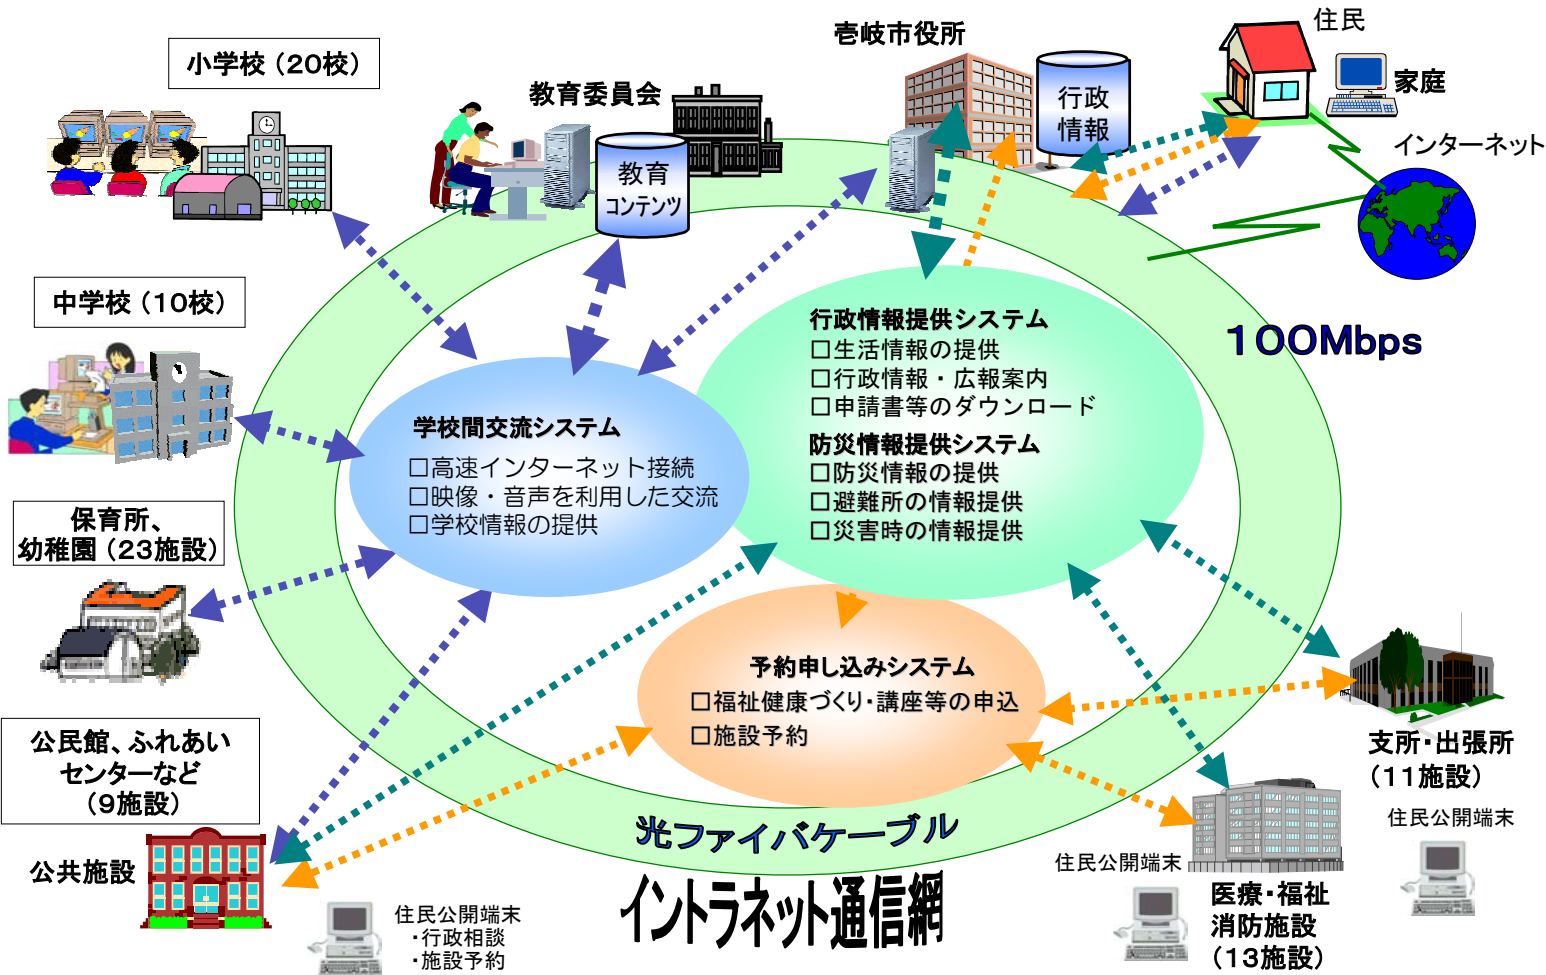 小学校（20校）
教育委員会
壱岐市役所
住民
家庭
インターネット
行政
情報
教育
コンテンツ
中学校（10校）
100Mbps
行政情報提供システム
□生活情報の提供
□行政情報・広報案内
□申請書等のダウンロード
防災情報提供システム
□防災情報の提供
□避難所の情報提供
□災害時の情報提供
学校間交流システム
□高速インターネット接続
□映像・音声を利用した交流
□学校情報の提供
保育所、
幼稚園（23施設）
予約申し込みシステム
□福祉健康づくり・講座等の申込
□施設予約
公民館、ふれあい
センターなど
（9施設）
公共施設
支所・出張所
（11施設）
住民公開端末
光ファイバケーブル
イントラネット通信網
住民公開端末
医療・福祉
消防施設
（13施設）
住民公開端末
・行政相談
・施設予約